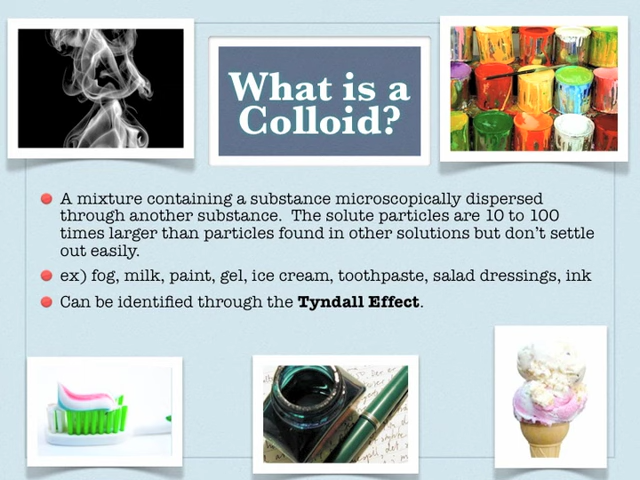 What is a
Colloid?
A mixture containing a substance microscopically dispersed
through another substance.  The solute particles are 10 to 100
times larger than particles found in other solutions but don't settle
out easily.
ex) fog, milk, paint, gel, ice cream, toothpaste, salad dressings, ink
Can be identified through the Tyndall Effect.